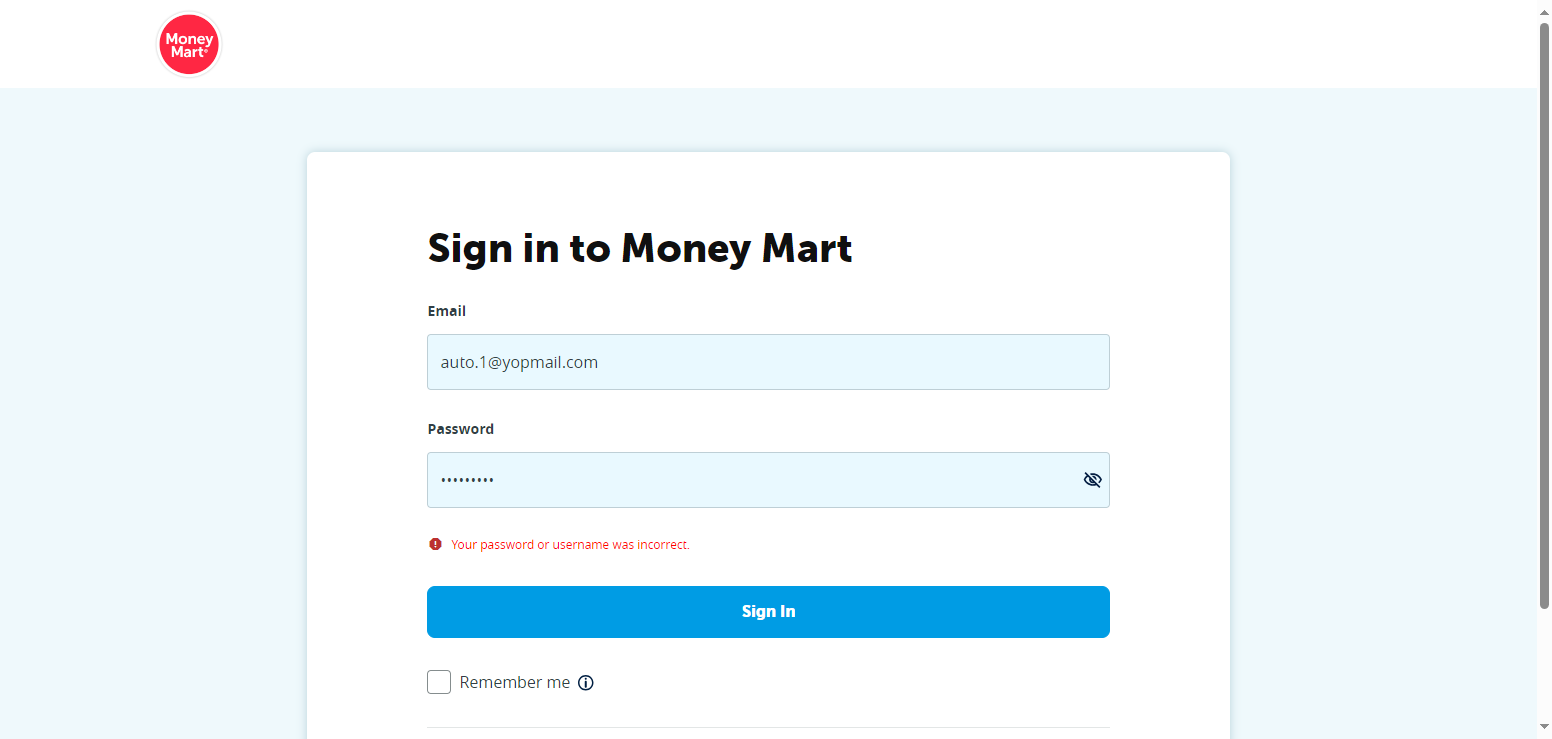 Money
Mart®
Sign in to Money Mart
Email
auto.1@yopmail.com
Password
•••••••••
Your password or username was incorrect.
Sign In
Remember me